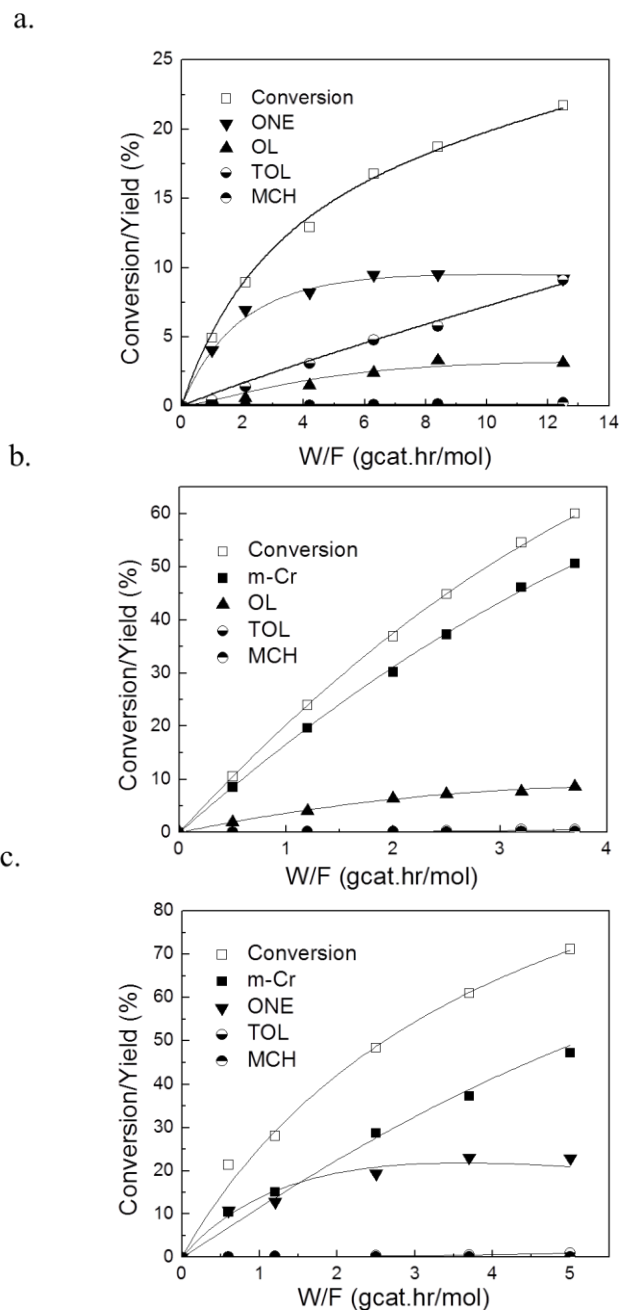 a.
25
20
15
10
5
0
Conversion/Yield (%)
Conversion
ONE
OL
TOL
MCH
0 2 4 6 8 10 12 14
W/F (gcat.hr/mol)
b.
60
50
40
30
20
10
0
Conversion/Yield (%)
Conversion
m-Cr
OL
TOL
MCH
0 1 2 3 4
W/F (gcat.hr/mol)
c.
80
70
60
50
40
30
20
10
0
Conversion/Yield (%)
Conversion
m-Cr
ONE
TOL
MCH
0 1 2 3 4 5
W/F (gcat.hr/mol)